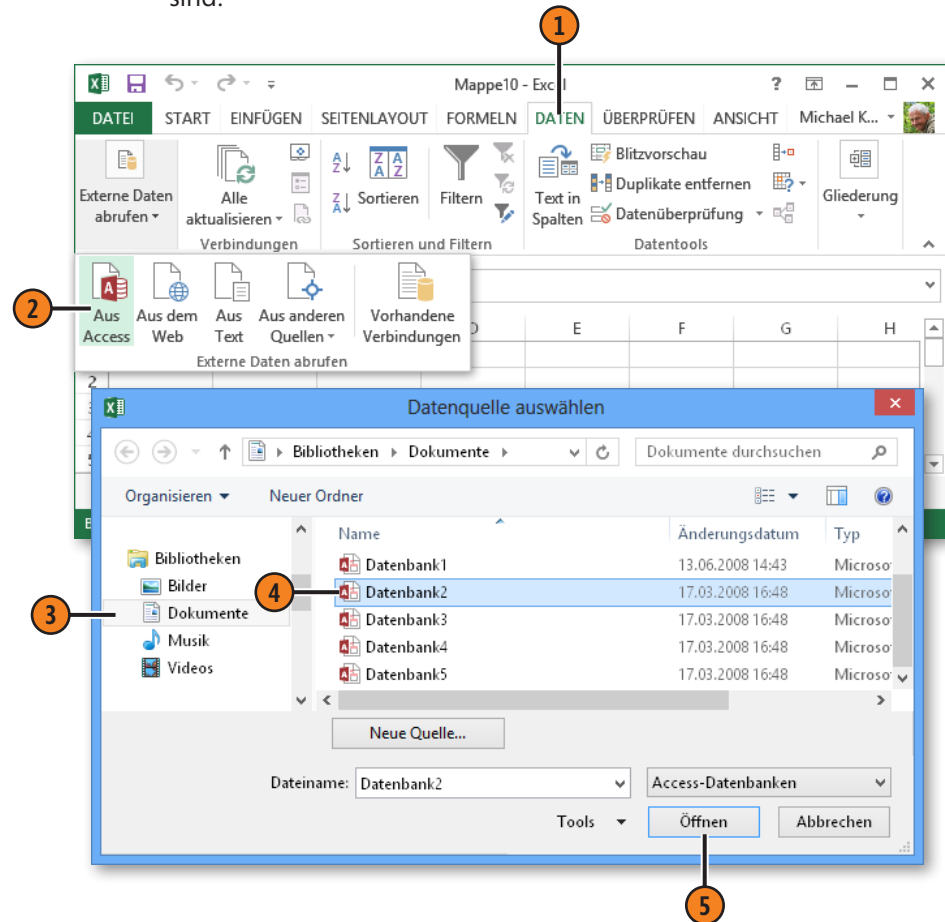 sind.
1
Mappe10 - Excel
?
DATEI START EINFÜGEN SEITENLAYOUT FORMELN DATEN ÜBERPRÜFEN ANSICHT Michael K...
Externe Daten abrufen
Alle aktualisieren
Verbindungen
Sortieren
Filtern
Sortieren und Filtern
Text in Spalten
Blitzvorschau
Duplikate entfernen
Datenüberprüfung
Datentools
Gliederung
2
Aus Access
Aus dem Web
Aus Text
Aus anderen Quellen
Vorhandene Verbindungen
Externe Daten abrufen
E F G H
2
Datenquelle auswählen
Bibliotheken Dokumente
Dokumente durchsuchen
Organisieren Neuer Ordner
Name Änderungsdatum Typ
Bibliotheken
Bilder
3
Dokumente
Musik
Videos
Datenbank1 13.06.2008 14:43 Microso
4
Datenbank2 17.03.2008 16:48 Microso
Datenbank3 17.03.2008 16:48 Microso
Datenbank4 17.03.2008 16:48 Microso
Datenbank5 17.03.2008 16:48 Microso
Neue Quelle...
Dateiname: Datenbank2 Access-Datenbanken
Tools Öffnen Abbrechen
5